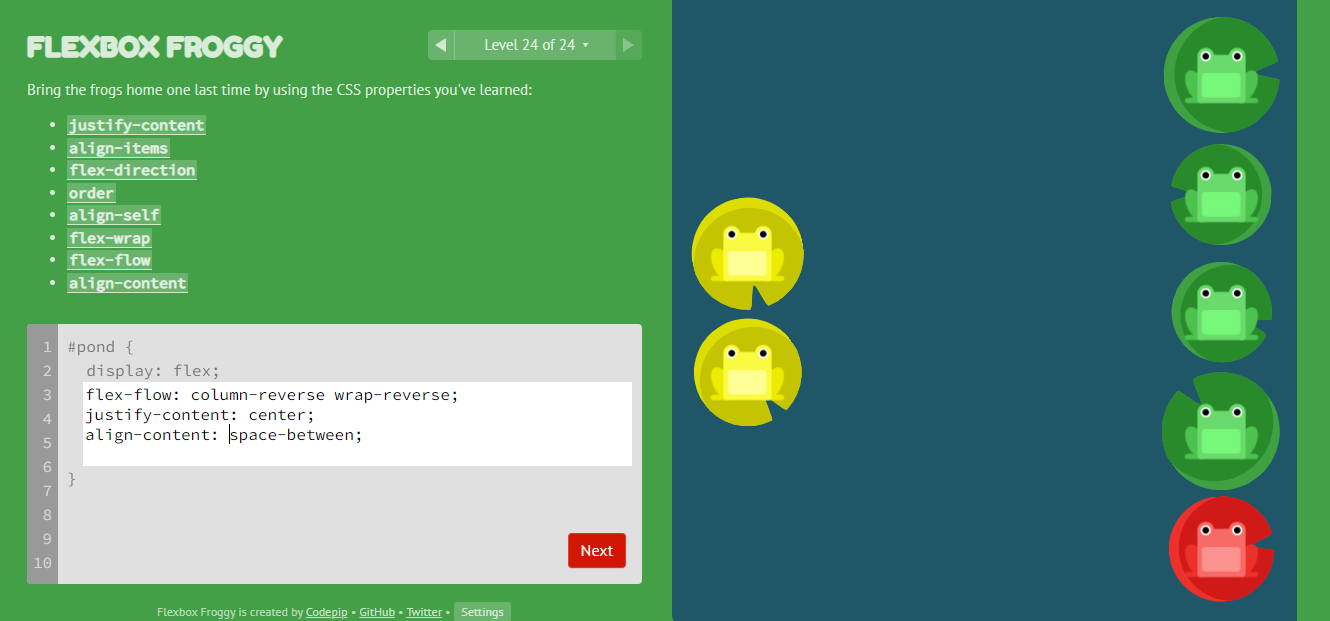 FLEXBOX FROGGY
Level 24 of 24
Bring the frogs home one last time by using the CSS properties you've learned:
• justify-content
• align-items
• flex-direction
• order
• align-self
• flex-wrap
• flex-flow
• align-content
1 #pond {
2 display: flex;
3 flex-flow: column-reverse wrap-reverse;
4 justify-content: center;
5 align-content: space-between;
6
7 }
8
9
10
Next
Flexbox Froggy is created by Codepip • GitHub • Twitter • Settings